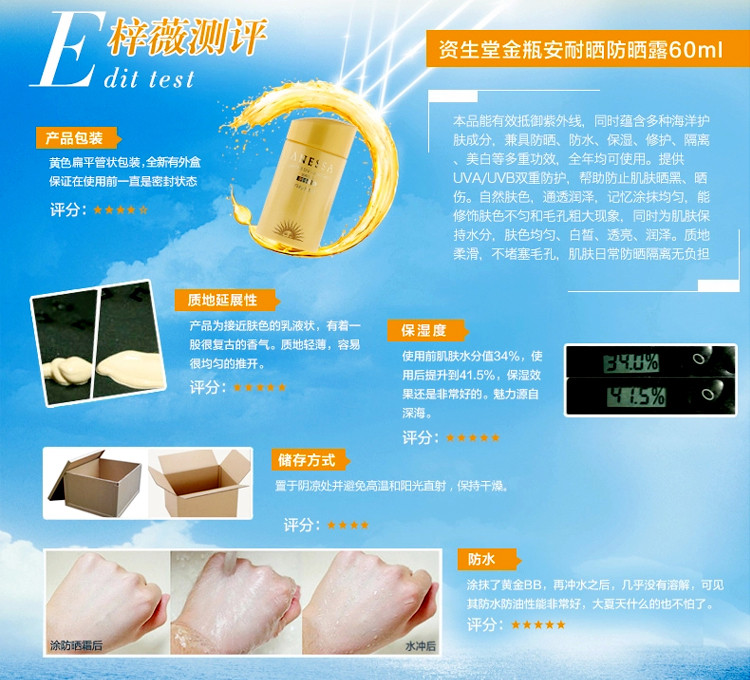 梓薇测评
Edit test
资生堂金瓶安耐晒防晒露60ml
本品能有效抵御紫外线，同时蕴含多种海洋护
肤成分，兼具防晒、防水、保湿、修护、隔离
、美白等多重功效，全年均可使用。提供
UVA/UVB双重防护，帮助防止肌肤晒黑、晒
伤。自然肤色，通透润泽，记忆涂抹均匀，能
修饰肤色不匀和毛孔粗大现象，同时为肌肤保
持水分，肤色均匀、白皙、透亮、润泽。质地
柔滑，不堵塞毛孔，肌肤日常防晒隔离无负担
产品包装
黄色扁平管状包装，全新有外盒
保证在使用前一直是密封状态
评分：★★★★☆
ANESSA
质地延展性
产品为接近肤色的乳液状，有着一
股很复古的香气。质地轻薄，容易
很均匀的推开。
评分：★★★★★
保湿度
使用前肌肤水分值34%，使
用后提升到41.5%，保湿效
果还是非常好的。魅力源自
深海。
评分：★★★★★
34.0%
41.5%
储存方式
置于阴凉处并避免高温和阳光直射，保持干燥。
评分：★★★★
防水
涂抹了黄金BB，再冲水之后，几乎没有溶解，可见
其防水防油性能非常好，大夏天什么的也不怕了。
评分：★★★★★
涂防晒霜后
水冲后